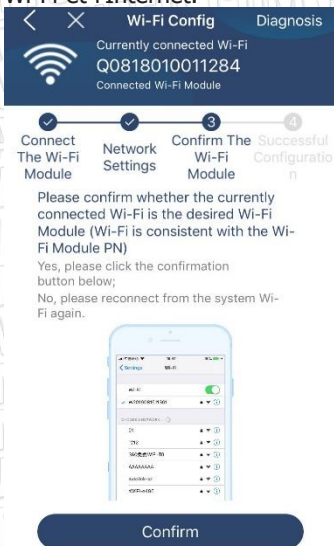 Wi-Fi Config
Diagnosis
Currently connected Wi-Fi
Q0818010011284
Connected Wi-Fi Module
3
4
Connect
The Wi-Fi
Module
Network
Settings
Confirm The
Wi-Fi
Module
Successful
Configuratio
n
Please confirm whether the currently
connected Wi-Fi is the desired Wi-Fi
Module (Wi-Fi is consistent with the Wi-
Fi Module PN)
Yes, please click the confirmation
button below;
No, please reconnect from the system Wi-
Fi again.
Settings
Wi-Fi
Confirm